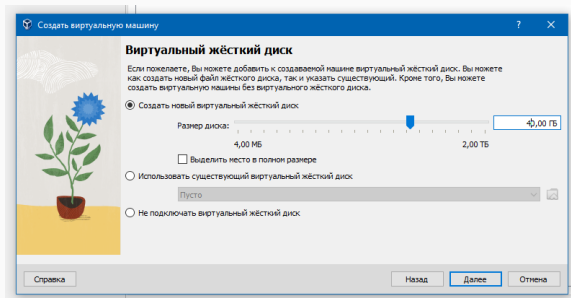 Создать виртуальную машину
Виртуальный жёсткий диск
Если пожелаете, Вы можете добавить к создаваемой машине виртуальный жёсткий диск. Вы можете
как создать новый файл жёсткого диска, так и указать существующий. Кроме того, Вы можете
создать виртуальную машину без виртуального жёсткого диска.
Создать новый виртуальный жёсткий диск
Размер диска:
40,00 ГБ
4,00 МБ
2,00 ТБ
Выделить место в полном размере
Использовать существующий виртуальный жёсткий диск
Пусто
Не подключать виртуальный жёсткий диск
Справка
Назад
Далее
Отмена